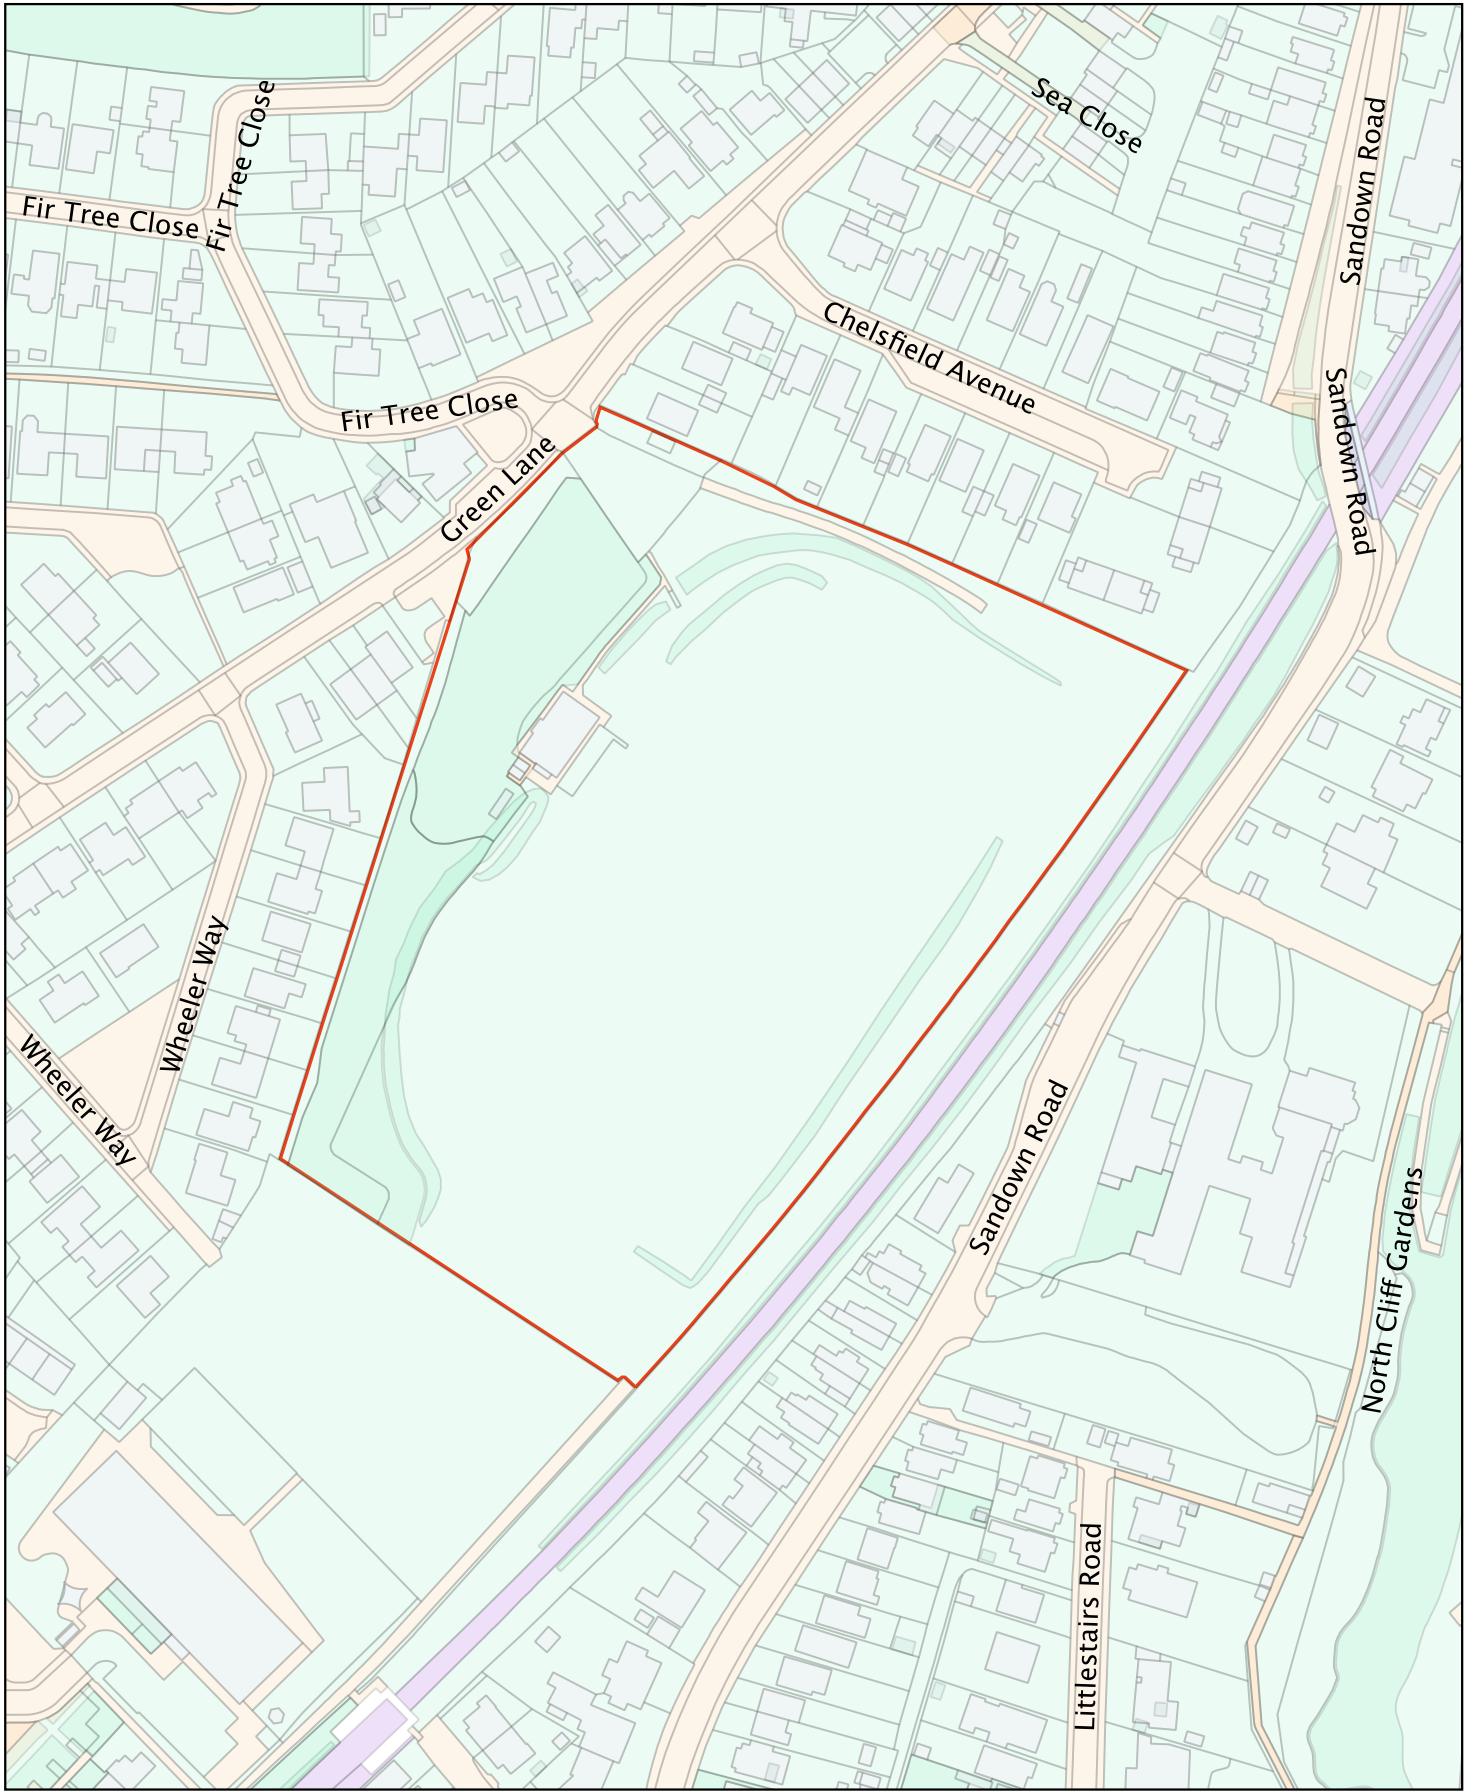 Fir Tree Close
Sea Close
Sandown Road
Fir Tree Close
Chelsfield Avenue
Fir Tree Close
Sandown Road
Green Lane
Wheeler Way
Wheeler Way
Sandown Road
North Cliff Gardens
Littlestairs Road